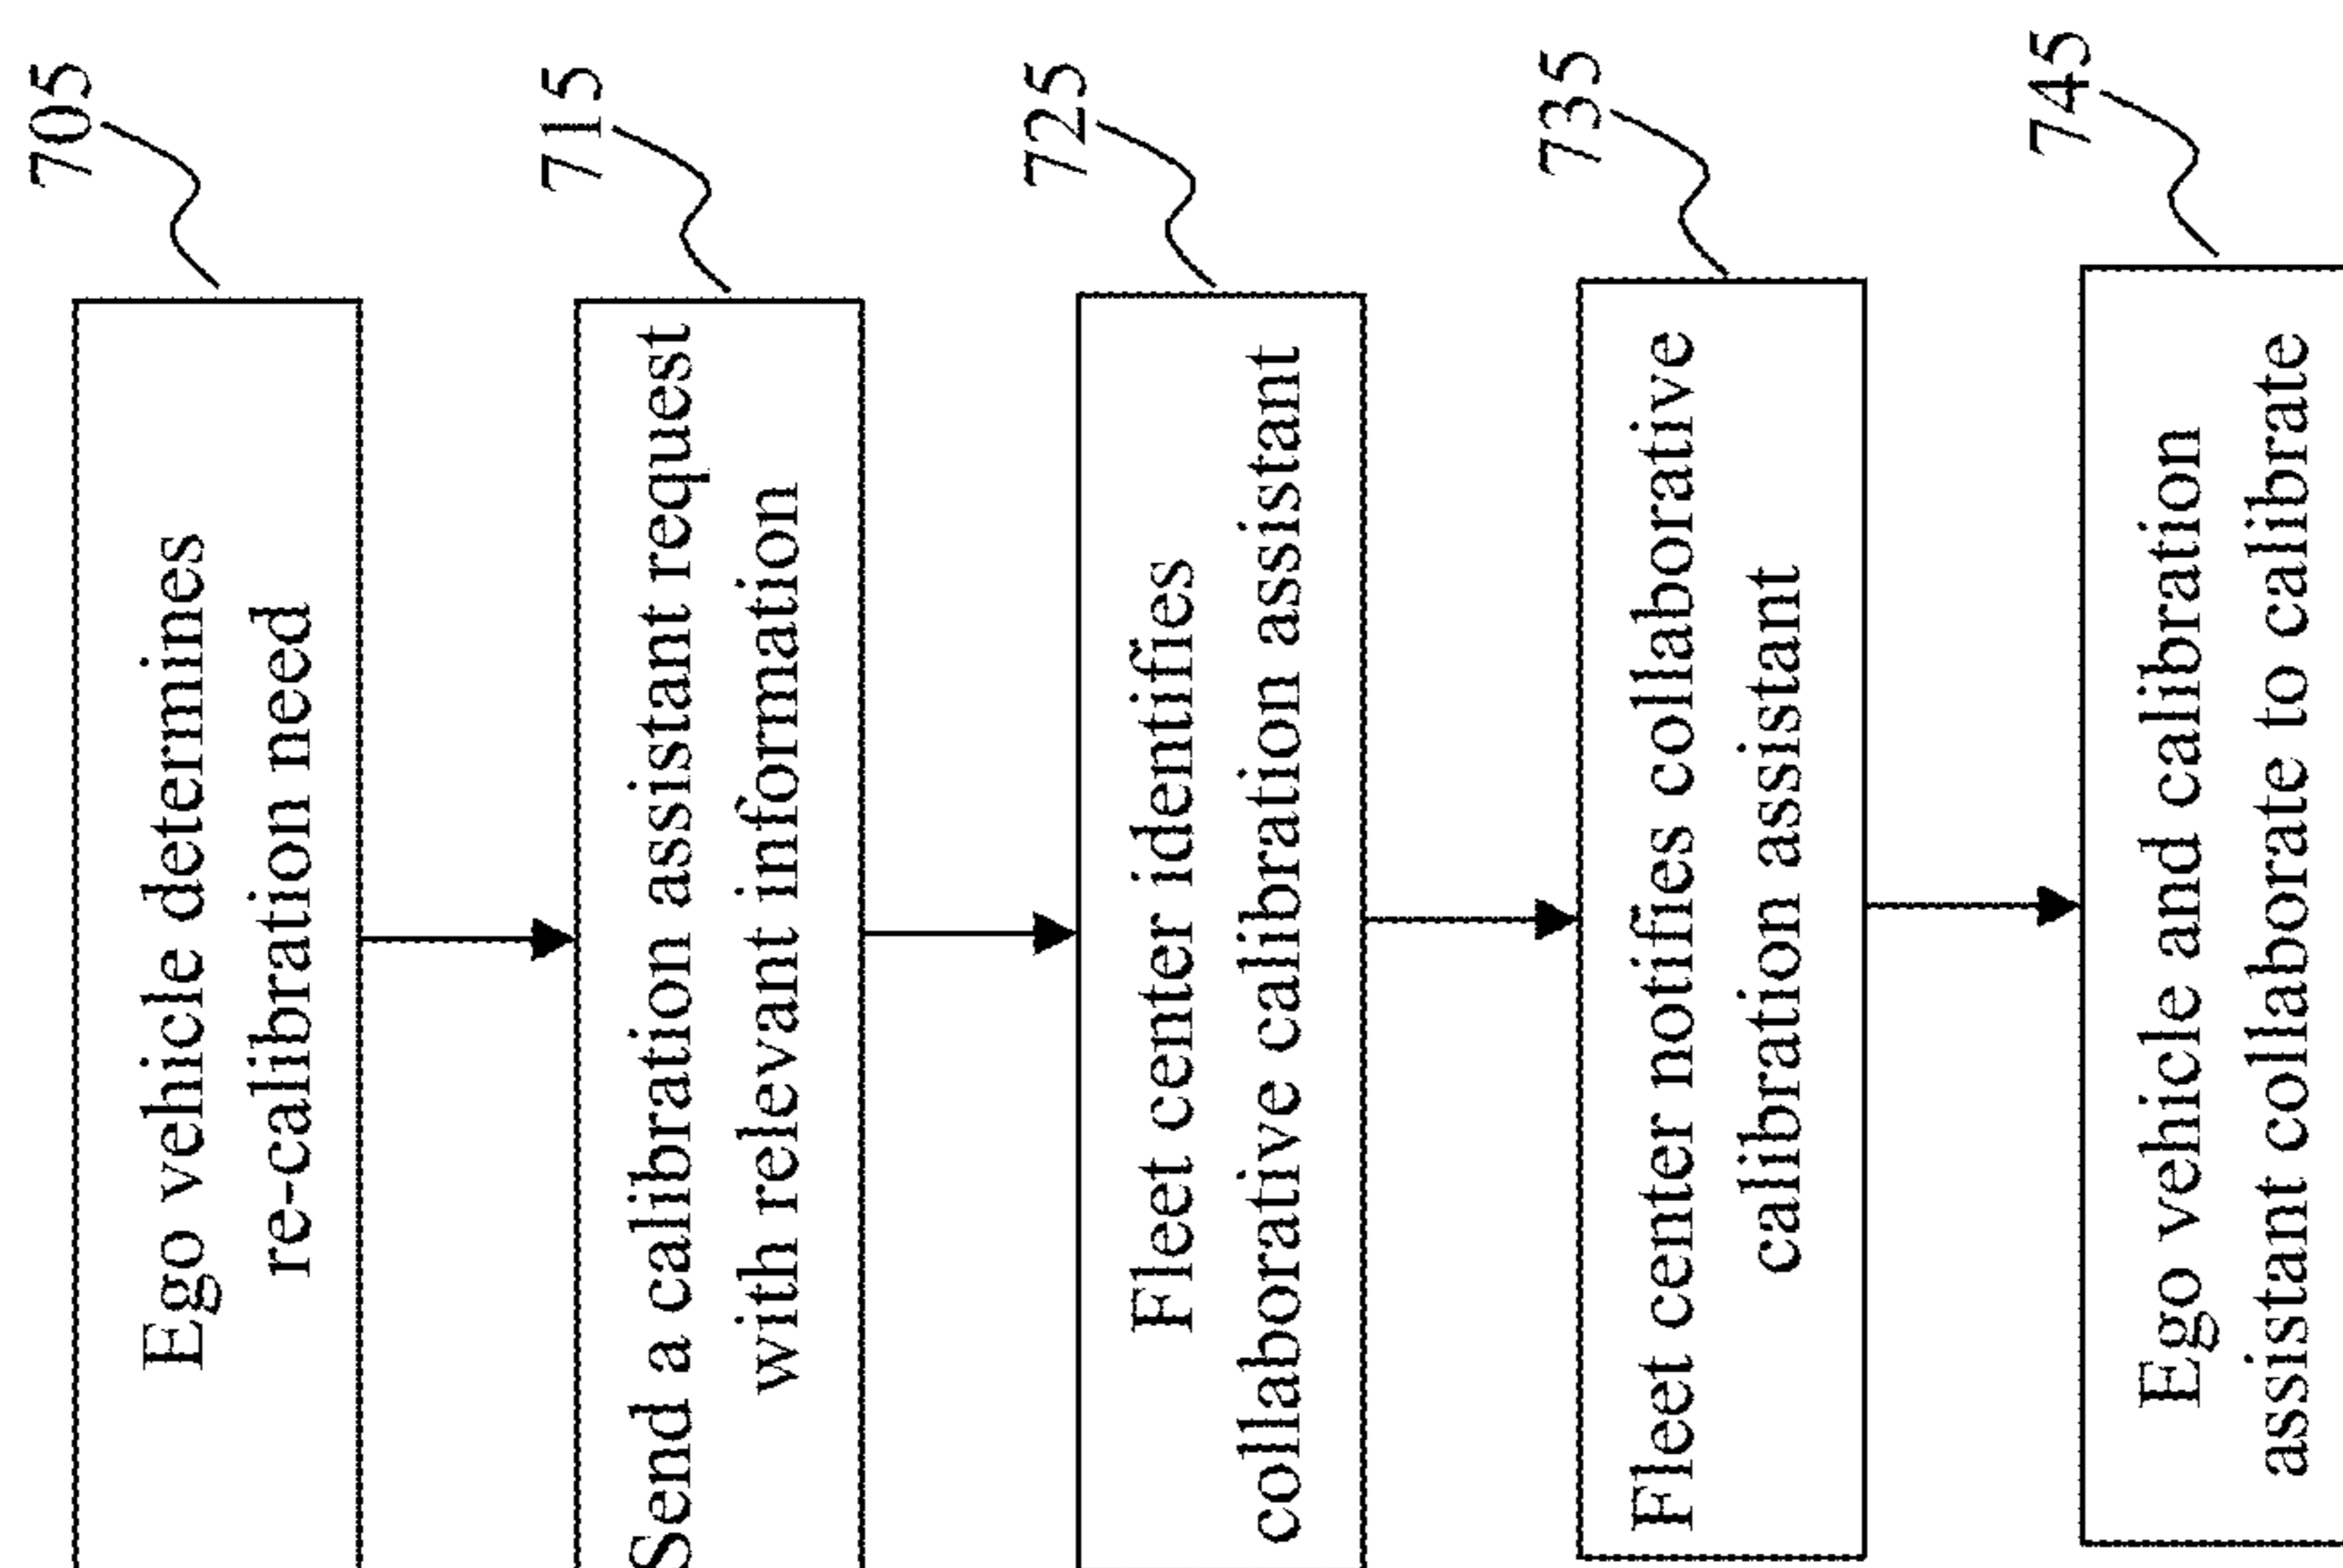 705
Ego vehicle determines
re-calibration need
715
Send a calibration assistant request
with relevant information
725
Fleet center identifies
collaborative calibration assistant
735
Fleet center notifies collaborative
calibration assistant
745
Ego vehicle and calibration
assistant collaborate to calibrate